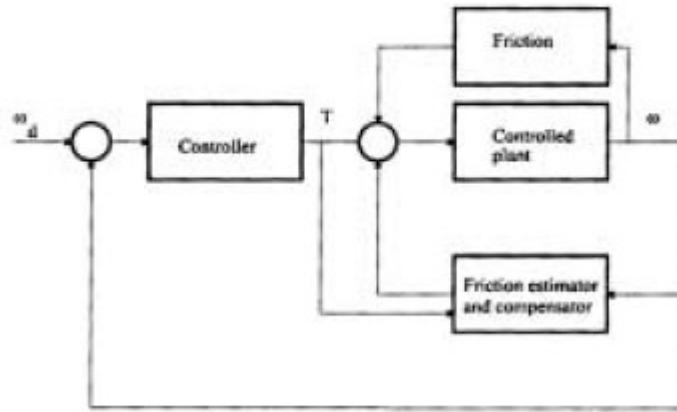 Friction
ω
T
ω
Controller
Controlled
plant
Friction estimator
and compensator